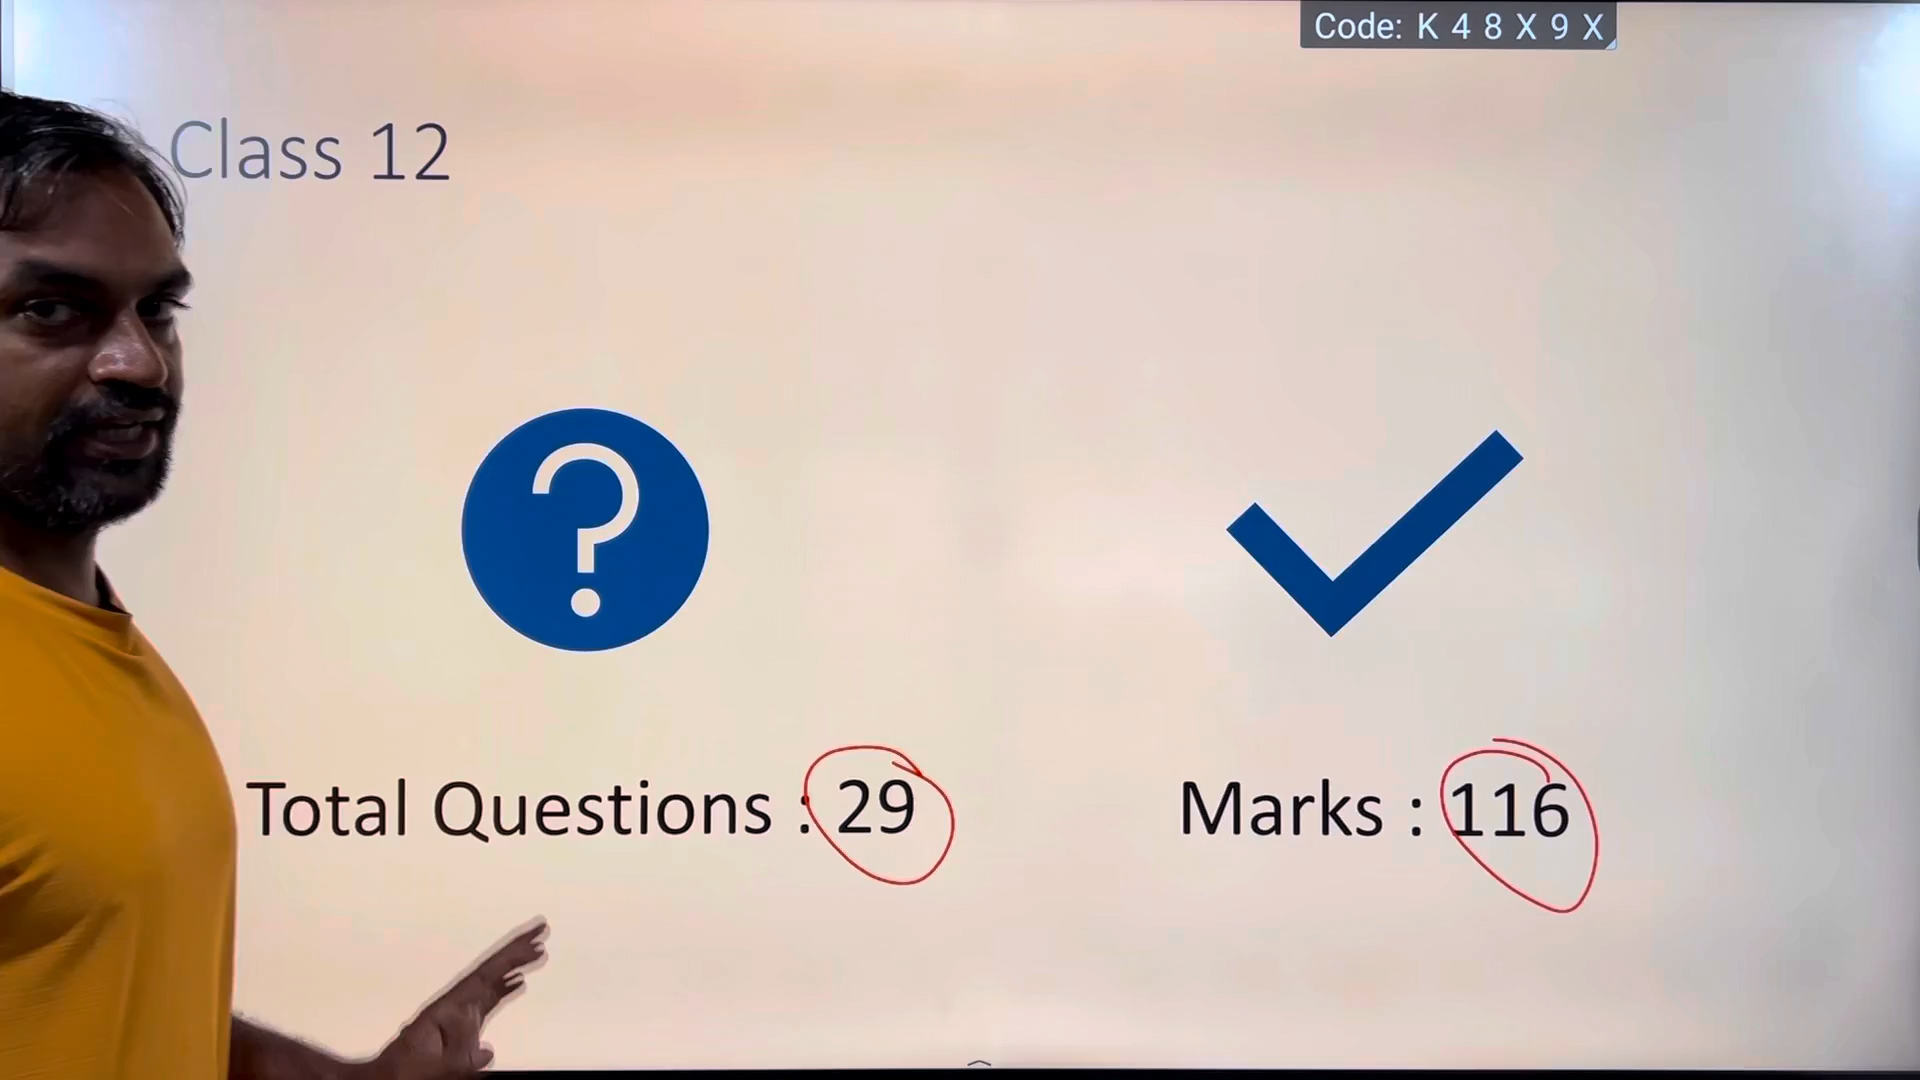 Code: K 4 8 X 9 X
Class 12
?
Total Questions : 29
Marks : 116